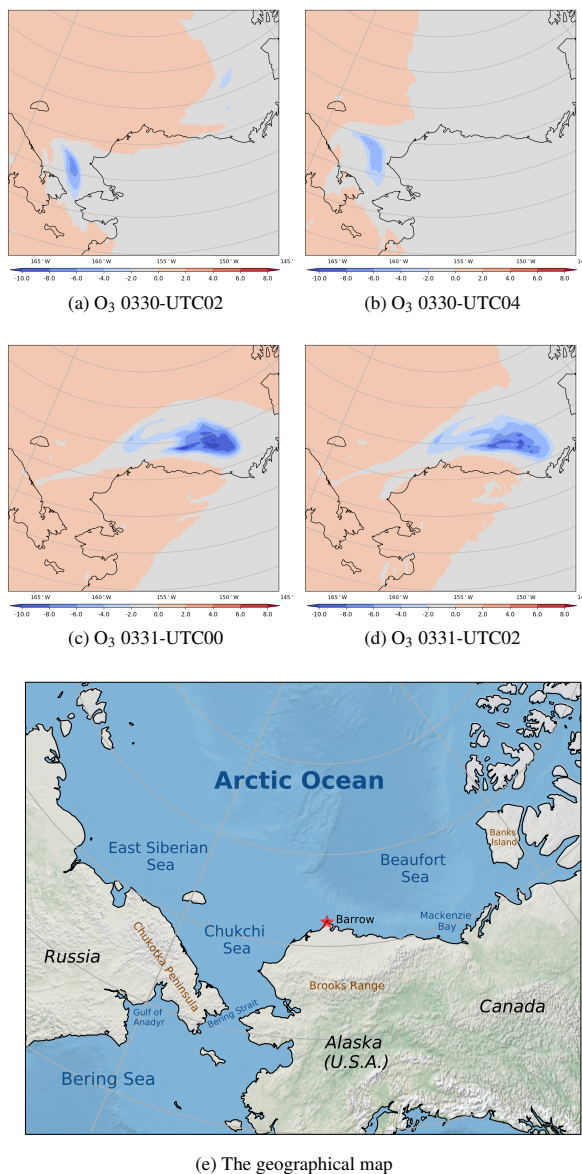 165°W 160°W 155°W 150°W 145°
-10.0 -8.0 -6.0 -4.0 -2.0 0.0 2.0 4.0 6.0 8.0
(a) O₃ 0330-UTC02
165°W 160°W 155°W 150°W
-10.0 -8.0 -6.0 -4.0 -2.0 0.0 2.0 4.0 6.0 8.0
(b) O₃ 0330-UTC04
165°W 160°W 155°W 150°W 145°
-10.0 -8.0 -6.0 -4.0 -2.0 0.0 2.0 4.0 6.0 8.0
(c) O₃ 0331-UTC00
165°W 160°W 155°W 150°W
-10.0 -8.0 -6.0 -4.0 -2.0 0.0 2.0 4.0 6.0 8.0
(d) O₃ 0331-UTC02
Arctic Ocean
Banks
Island
East Siberian
Sea
Beaufort
Sea
Barrow
Mackenzie
Bay
Chukchi
Sea
Chukotka Peninsula
Russia
Brooks Range
Canada
Gulf of
Anadyr
Bering Strait
Alaska
(U.S.A.)
Bering Sea
(e) The geographical map